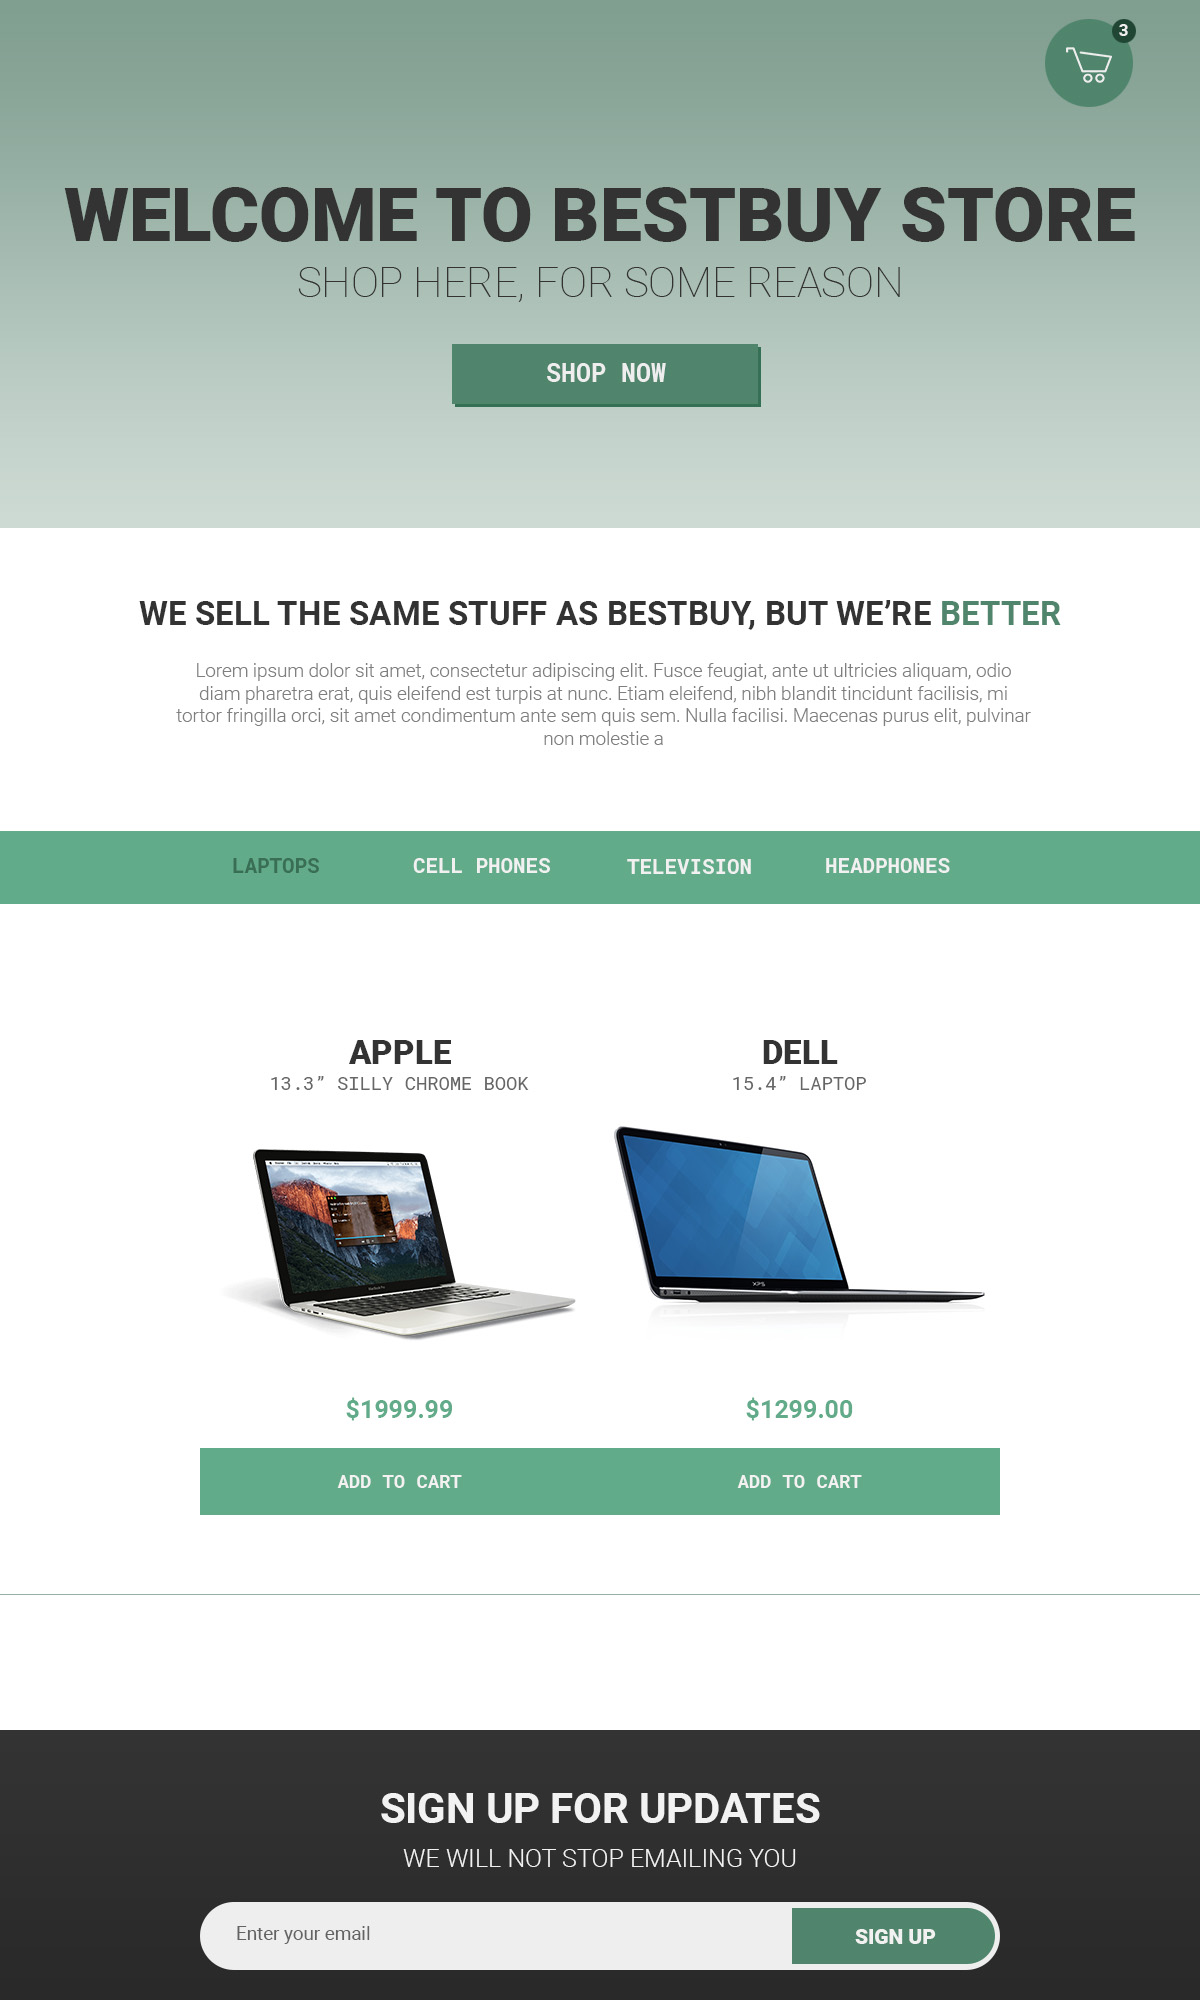 3
WELCOME TO BESTBUY STORE
SHOP HERE, FOR SOME REASON
SHOP NOW
WE SELL THE SAME STUFF AS BESTBUY, BUT WE’RE BETTER
Lorem ipsum dolor sit amet, consectetur adipiscing elit. Fusce feugiat, ante ut ultricies aliquam, odio
diam pharetra erat, quis eleifend est turpis at nunc. Etiam eleifend, nibh blandit tincidunt facilisis, mi
tortor fringilla orci, sit amet condimentum ante sem quis sem. Nulla facilisi. Maecenas purus elit, pulvinar
non molestie a
LAPTOPS CELL PHONES TELEVISION HEADPHONES
APPLE
13.3” SILLY CHROME BOOK
DELL
15.4” LAPTOP
XPS
$1999.99
$1299.00
ADD TO CART
ADD TO CART
SIGN UP FOR UPDATES
WE WILL NOT STOP EMAILING YOU
Enter your email
SIGN UP